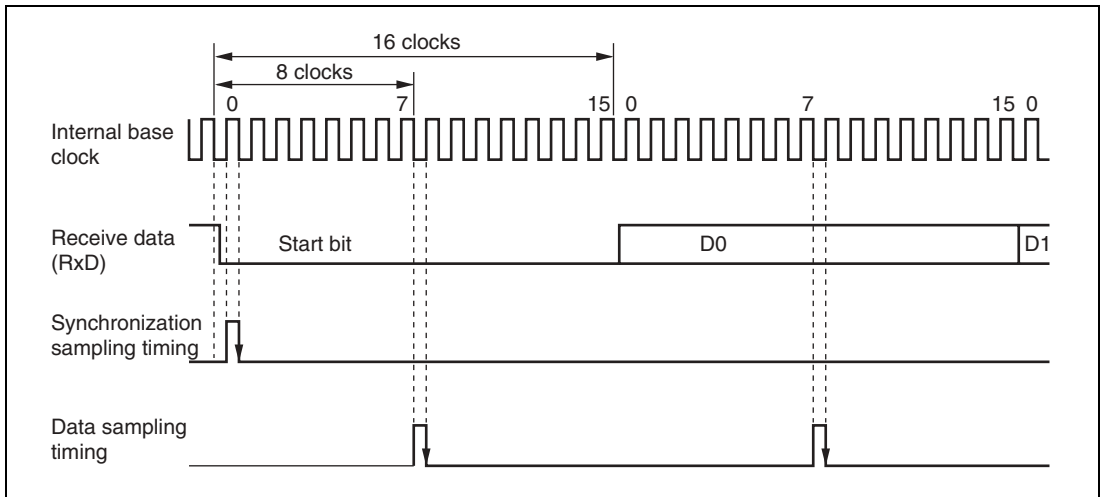 16 clocks
8 clocks
0 7 15 0 7 15 0
Internal base
clock
Receive data
(RxD)
Start bit D0 D1
Synchronization
sampling timing
Data sampling
timing